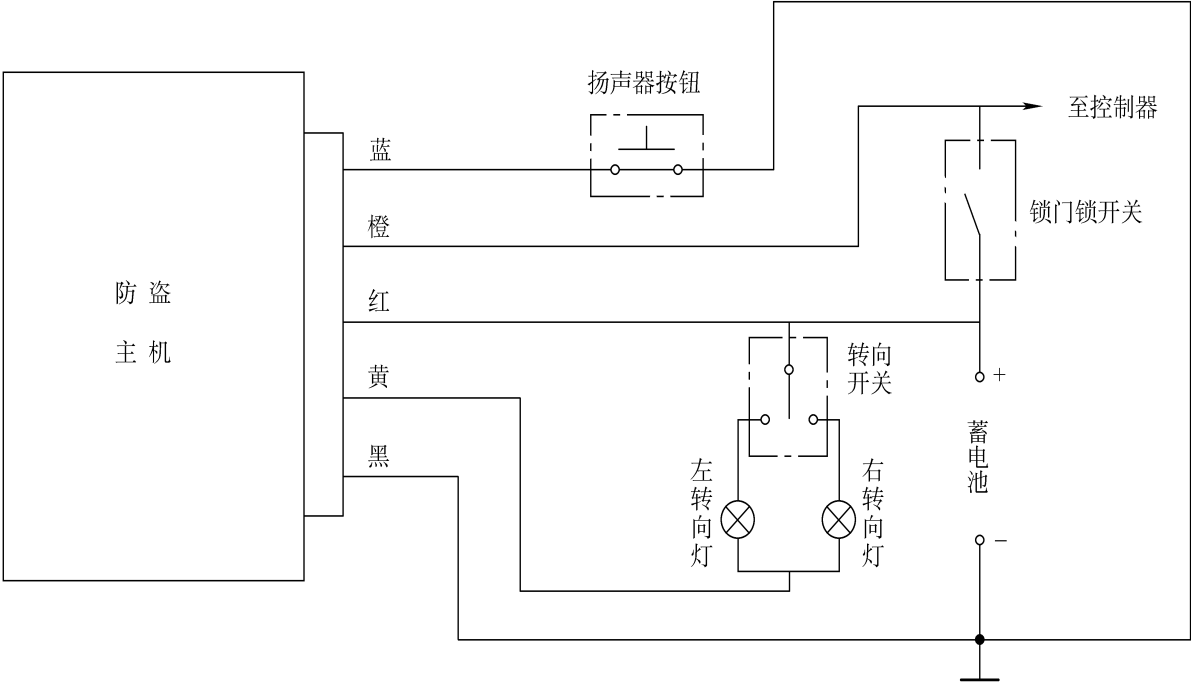 扬声器按钮
至控制器
蓝
锁门锁开关
橙
防盗
主机
红
转向
开关
+
黄
蓄电池
黑
左转向灯
右转向灯
−